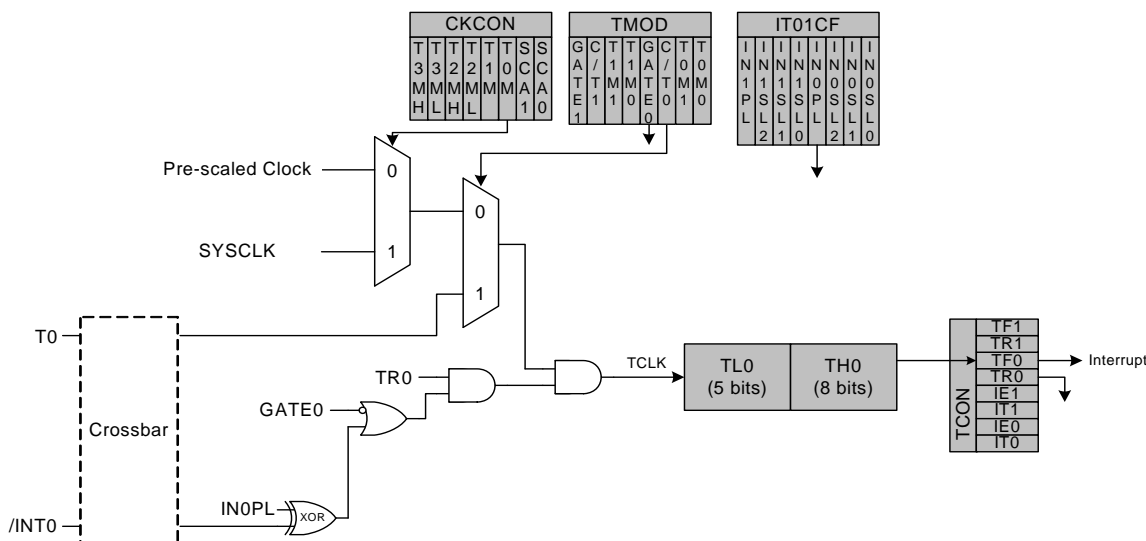 CKCON
T3MH
T3ML
T2MH
T2ML
T1M
T0M
SCA1
SCA0
TMOD
GATE1
C/T1
T1M1
T1M0
GATE0
C/T0
T0M1
T0M0
IT01CF
IN1PL
IN1SL2
IN1SL1
IN1SL0
IN0PL
IN0SL2
IN0SL1
IN0SL0
Pre-scaled Clock
0
SYSCLK
1
0
1
T0
Crossbar
/INT0
TR0
GATE0
IN0PL
XOR
TCLK
TL0
(5 bits)
TH0
(8 bits)
TCON
TF1
TR1
TF0
TR0
IE1
IT1
IE0
IT0
Interrupt